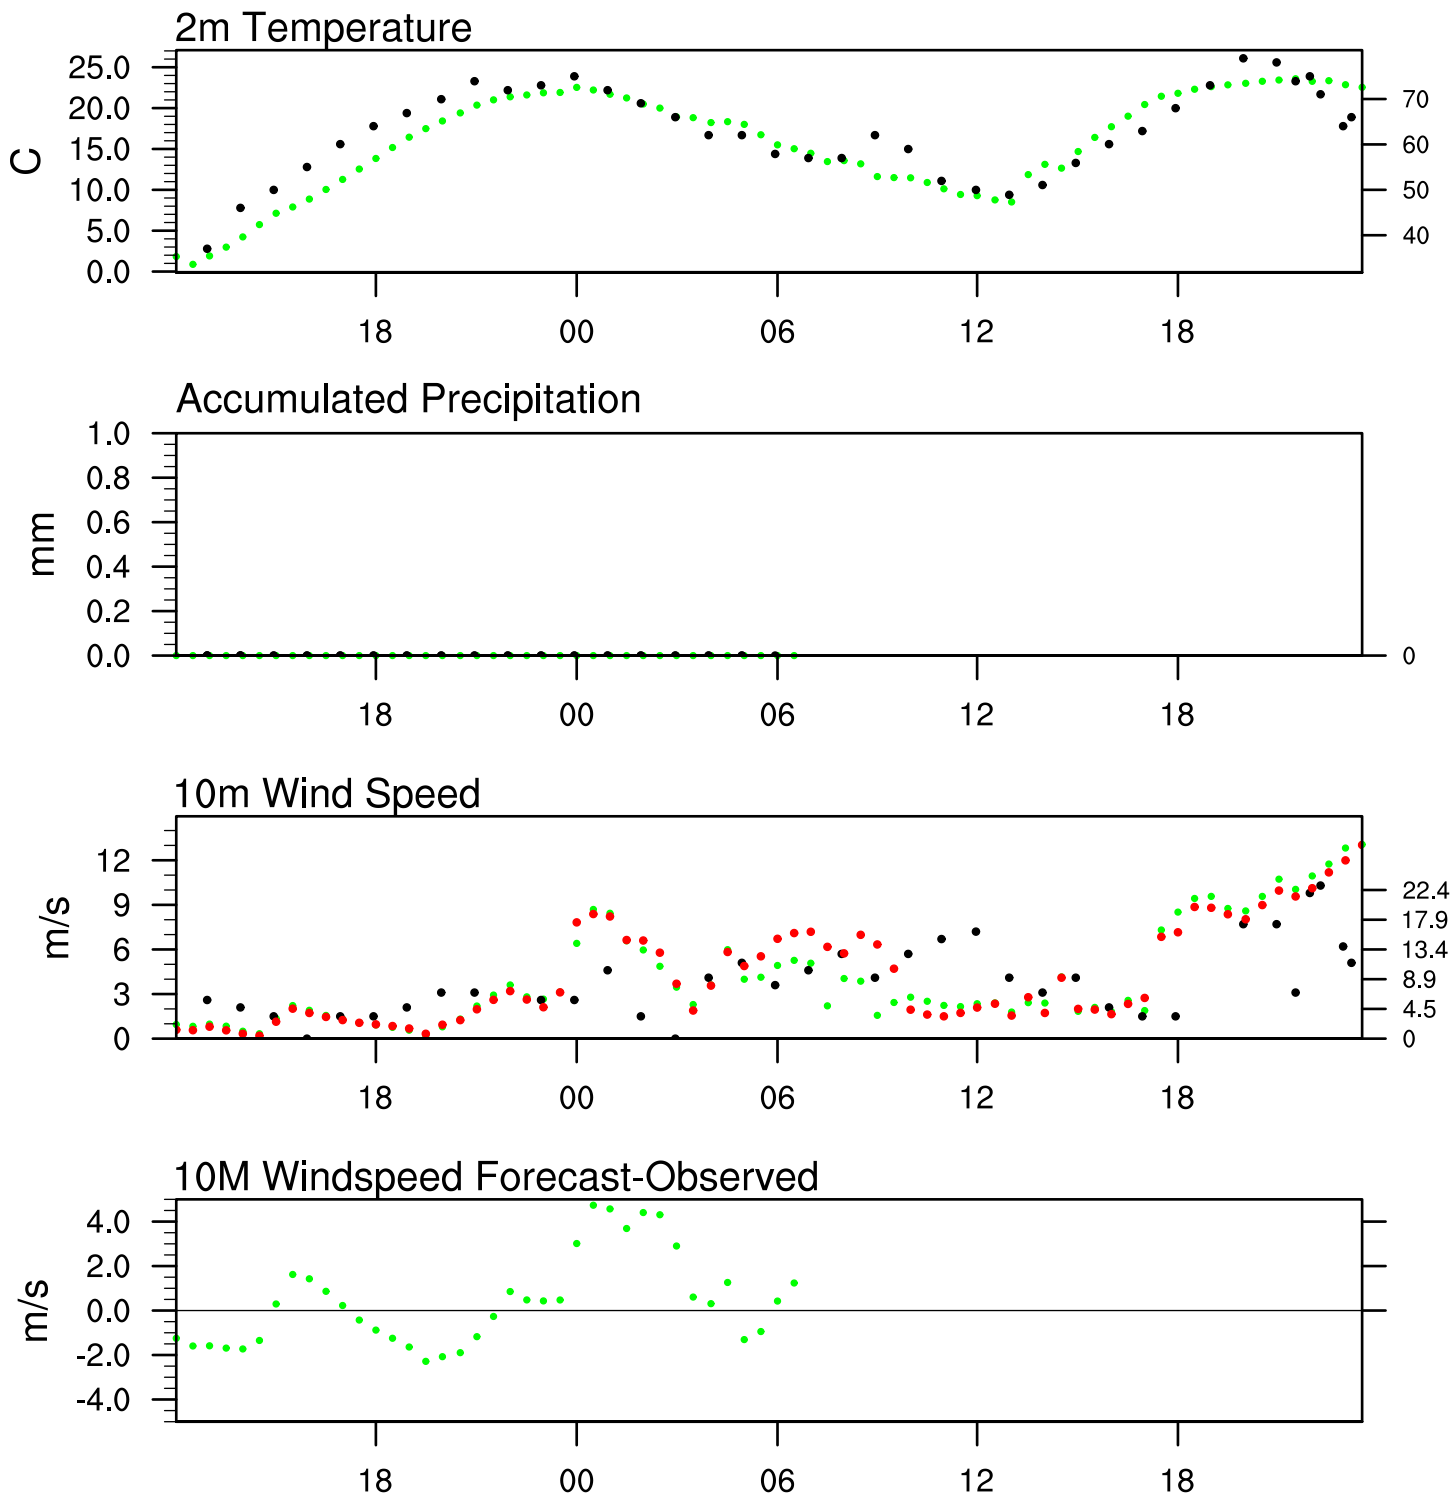 2m Temperature
25.0
20.0
15.0
10.0
5.0
0.0
C
70
60
50
40
18 00 06 12 18
Accumulated Precipitation
1.0
0.8
0.6
0.4
0.2
0.0
mm
0
18 00 06 12 18
10m Wind Speed
12
9
6
3
0
m/s
22.4
17.9
13.4
8.9
4.5
0
18 00 06 12 18
10M Windspeed Forecast-Observed
4.0
2.0
0.0
-2.0
-4.0
m/s
18 00 06 12 18